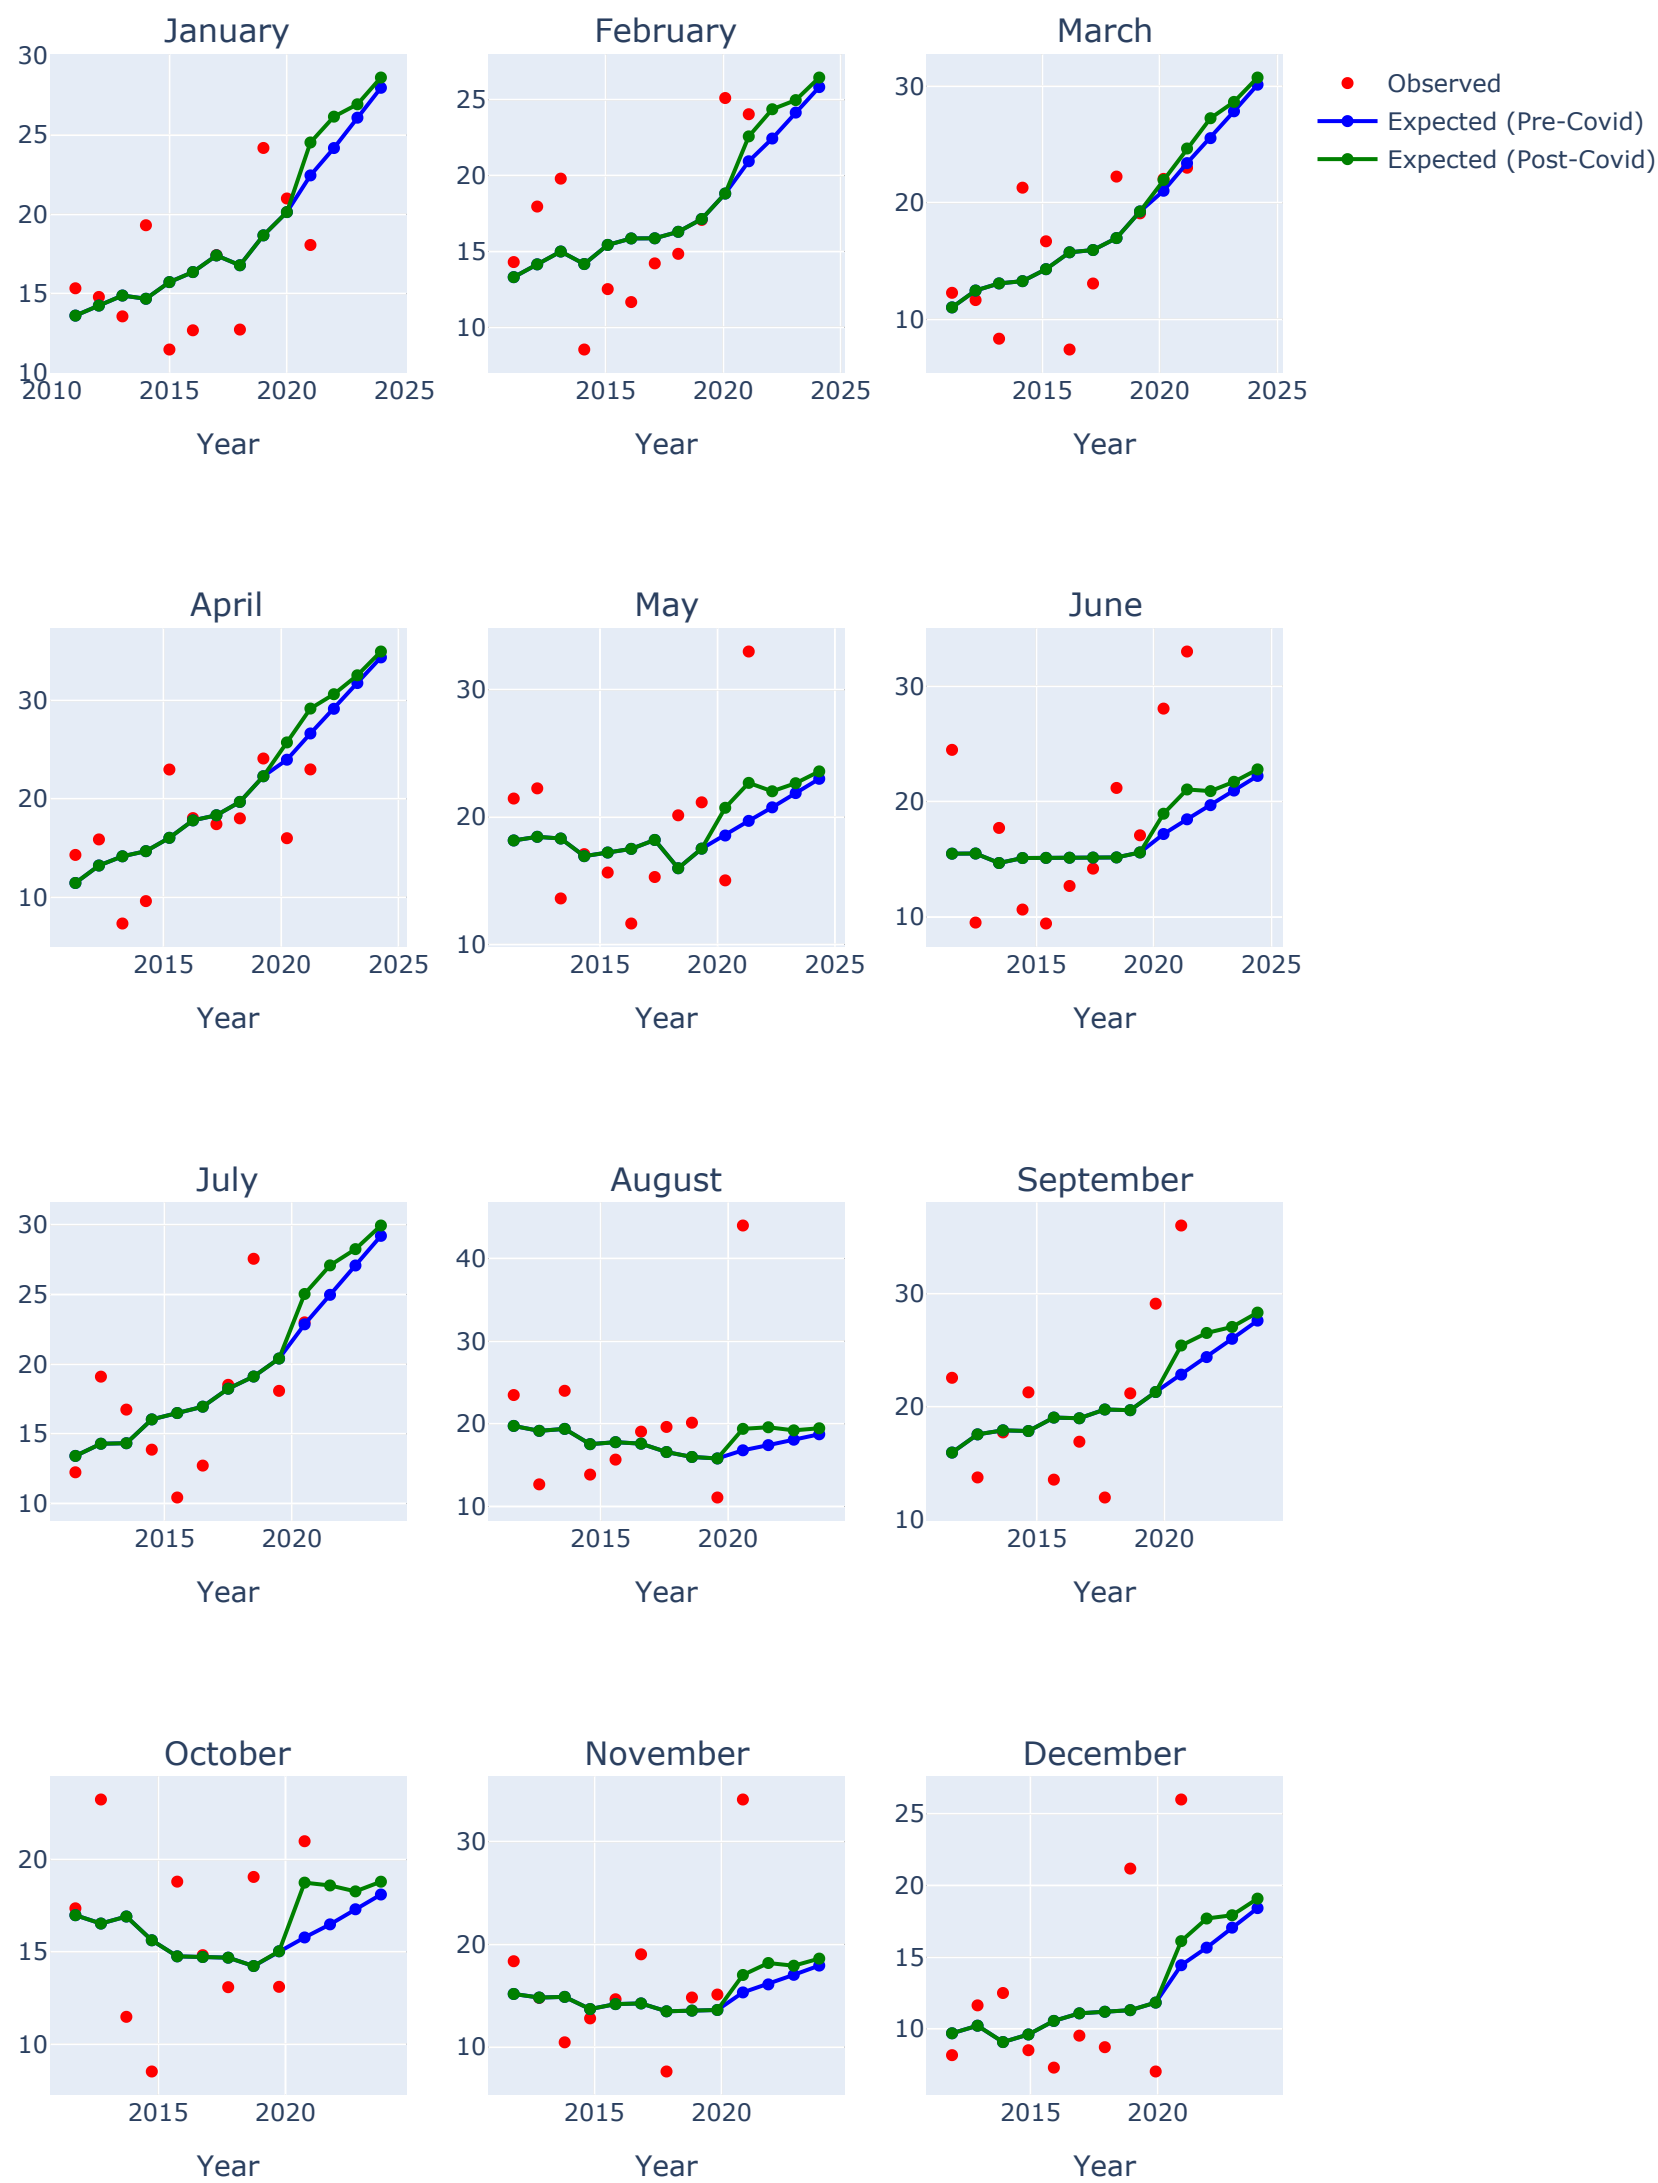 January February March
30
25
20
15
10
2010 2015 2020 2025
Year
25
20
15
10
2015 2020 2025
Year
30
20
10
2015 2020 2025
Year
Observed
Expected (Pre-Covid)
Expected (Post-Covid)
April May June
30
20
10
2015 2020 2025
Year
30
20
10
2015 2020 2025
Year
30
20
10
2015 2020 2025
Year
July August September
30
25
20
15
10
2015 2020
Year
40
30
20
10
2015 2020
Year
30
20
10
2015 2020
Year
October November December
20
15
10
2015 2020
Year
30
20
10
2015 2020
Year
25
20
15
10
2015 2020
Year